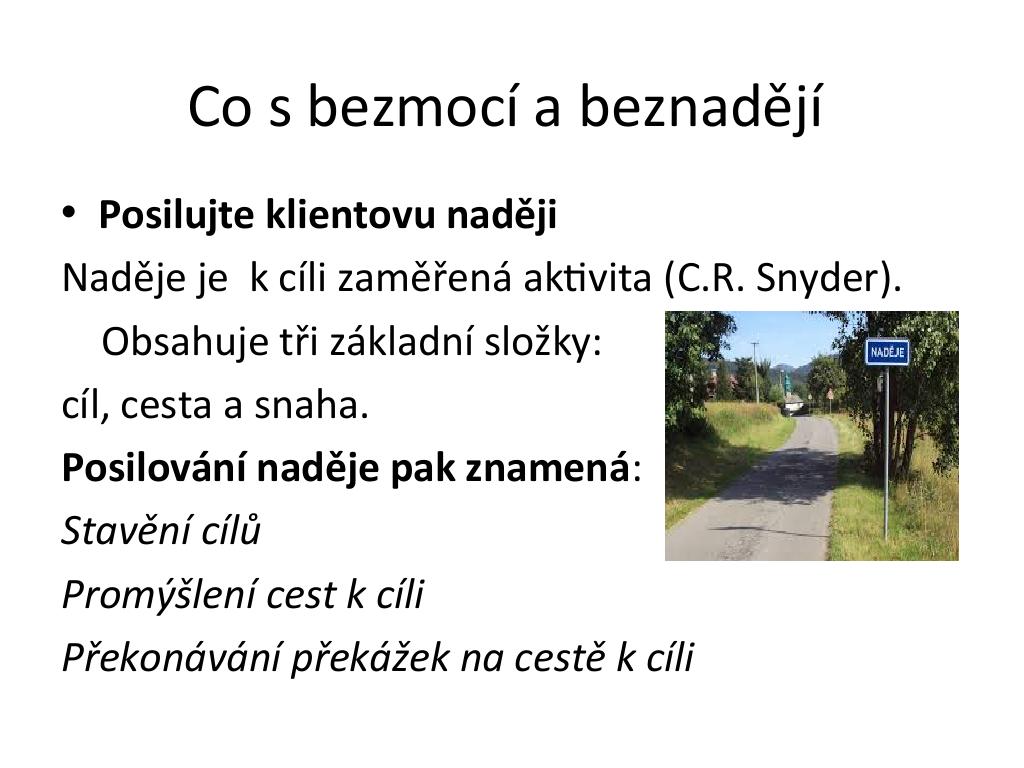 Co s bezmocí a beznadějí
• Posilujte klientovu naději
Naděje je  k cíli zaměřená aktivita (C.R. Snyder).
Obsahuje tři základní složky:
NADĚJE
cíl, cesta a snaha.
Posilování naděje pak znamená:
Stavění cílů
Promýšlení cest k cíli
Překonávání překážek na cestě k cíli